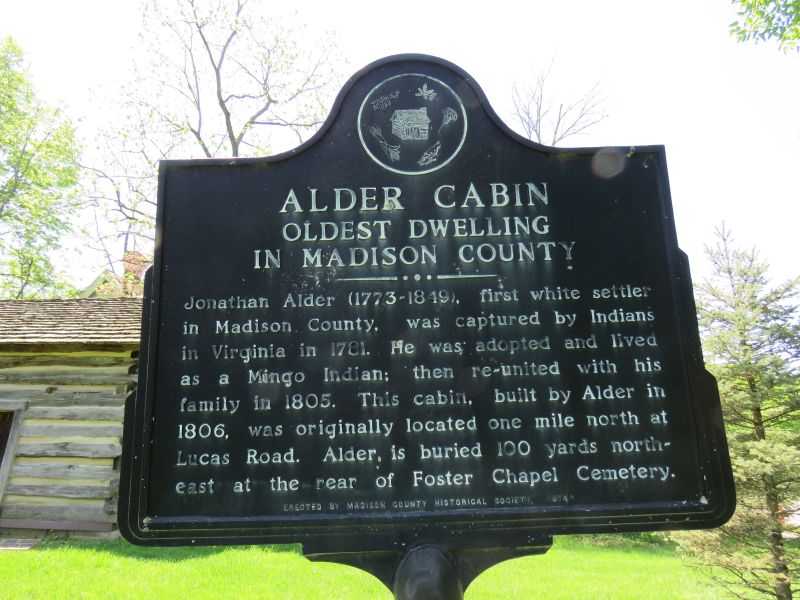 ALDER CABIN
OLDEST DWELLING
IN MADISON COUNTY
Jonathan Alder (1773-1849), first white settler
in Madison County, was captured by Indians
in Virginia in 1781. He was adopted and lived
as a Mingo Indian; then re-united with his
family in 1805. This cabin, built by Alder in
1806, was originally located one mile north at
Lucas Road. Alder is buried 100 yards north-
east at the rear of Foster Chapel Cemetery.
ERECTED BY MADISON COUNTY HISTORICAL SOCIETY